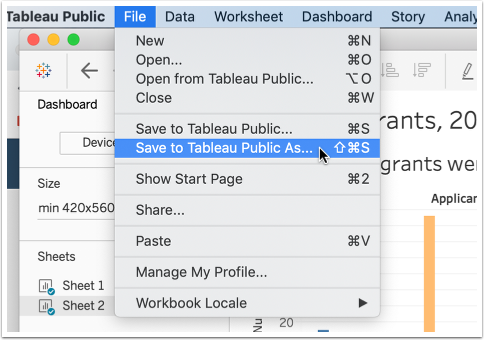 Tableau Public File Data Worksheet Dashboard Story Analy
New ⌘N
Open... ⌘O
Open from Tableau Public... ⌥O
Close ⌘W
Dashboard
Save to Tableau Public... ⌘S
rants, 20
Device
Save to Tableau Public As... ⇧⌘S
grants wer
Size
Show Start Page ⌘2
min 420x560
Applican
Share...
Paste ⌘V
Sheets
Manage My Profile...
Sheet 1
Sheet 2
Workbook Locale
20
Nu